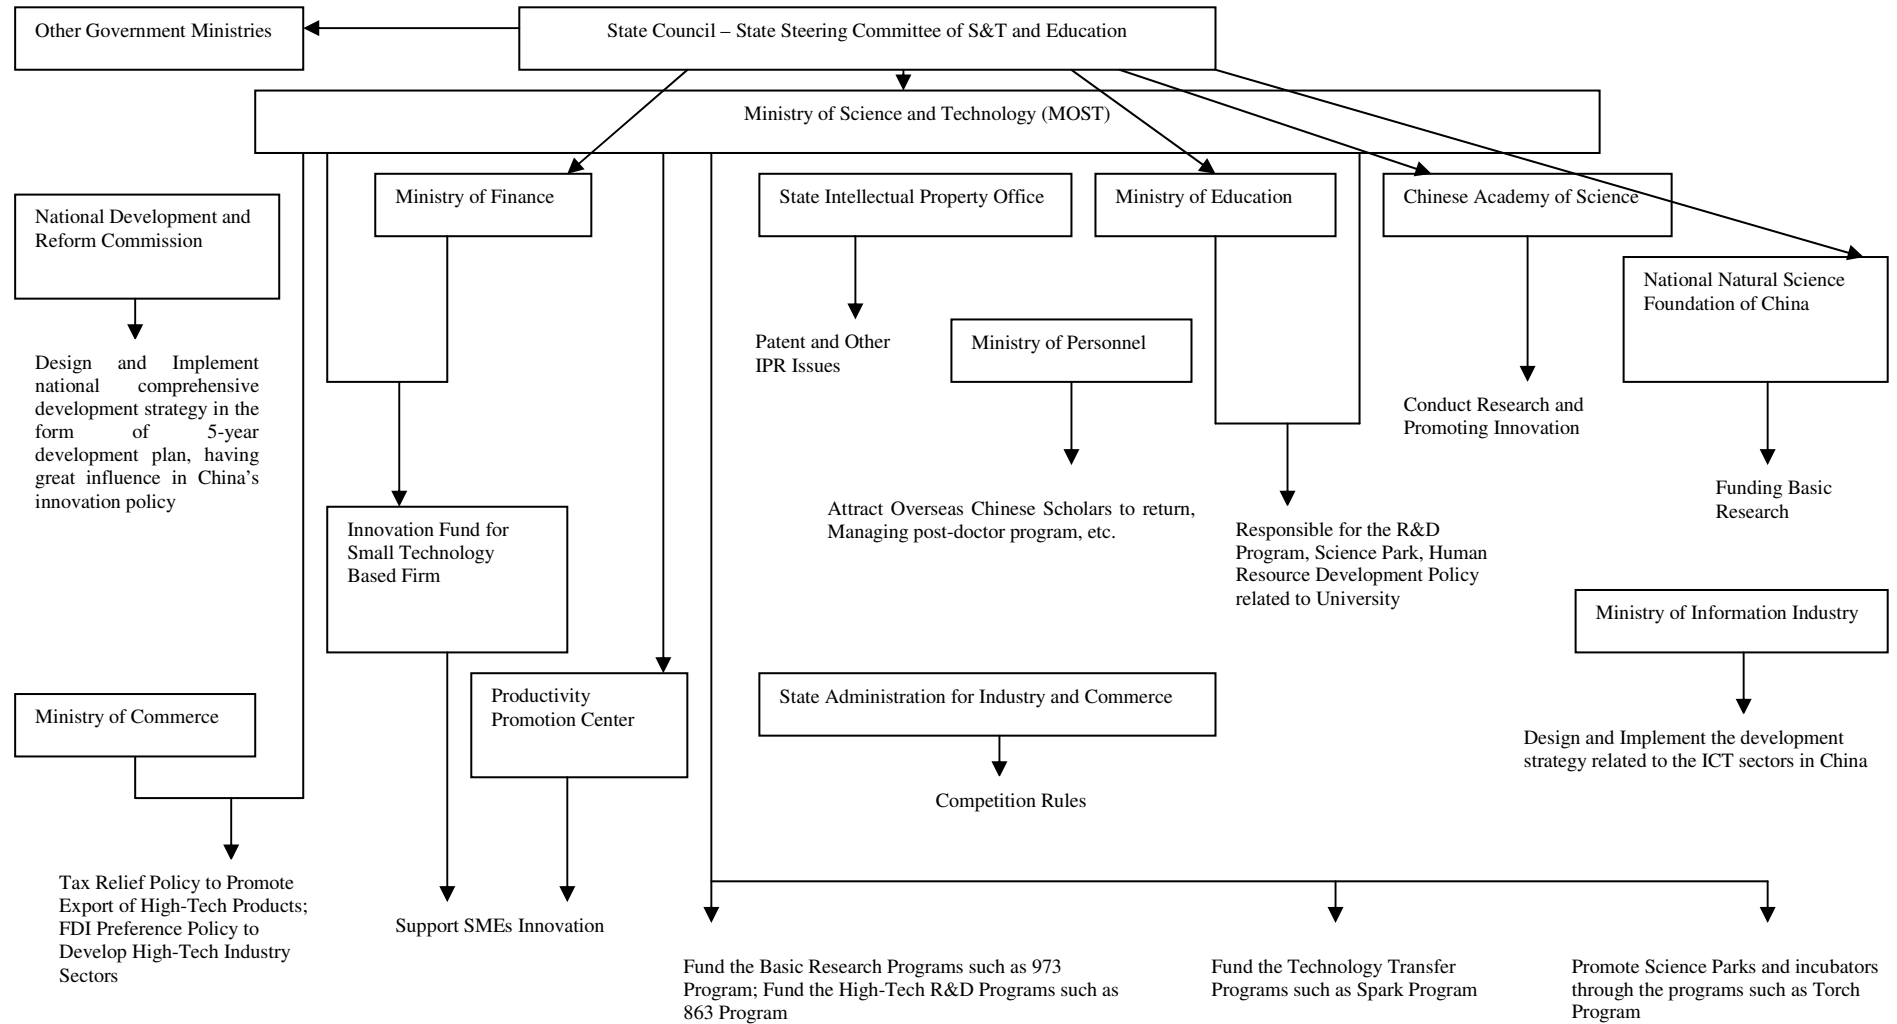 Other Government Ministries
State Council – State Steering Committee of S&T and Education
Ministry of Science and Technology (MOST)
Ministry of Finance
State Intellectual Property Office
Ministry of Education
Chinese Academy of Science
National Development and
Reform Commission
National Natural Science
Foundation of China
Patent and Other
IPR Issues
Ministry of Personnel
Design and Implement
national comprehensive
development strategy in the
form of 5-year
development plan, having
great influence in China's
innovation policy
Conduct Research and
Promoting Innovation
Funding Basic
Research
Attract Overseas Chinese Scholars to return,
Managing post-doctor program, etc.
Innovation Fund for
Small Technology
Based Firm
Responsible for the R&D
Program, Science Park, Human
Resource Development Policy
related to University
Ministry of Information Industry
Ministry of Commerce
Productivity
Promotion Center
State Administration for Industry and Commerce
Design and Implement the development
strategy related to the ICT sectors in China
Competition Rules
Tax Relief Policy to Promote
Export of High-Tech Products;
FDI Preference Policy to
Develop High-Tech Industry
Sectors
Support SMEs Innovation
Fund the Basic Research Programs such as 973
Program; Fund the High-Tech R&D Programs such as
863 Program
Fund the Technology Transfer
Programs such as Spark Program
Promote Science Parks and incubators
through the programs such as Torch
Program